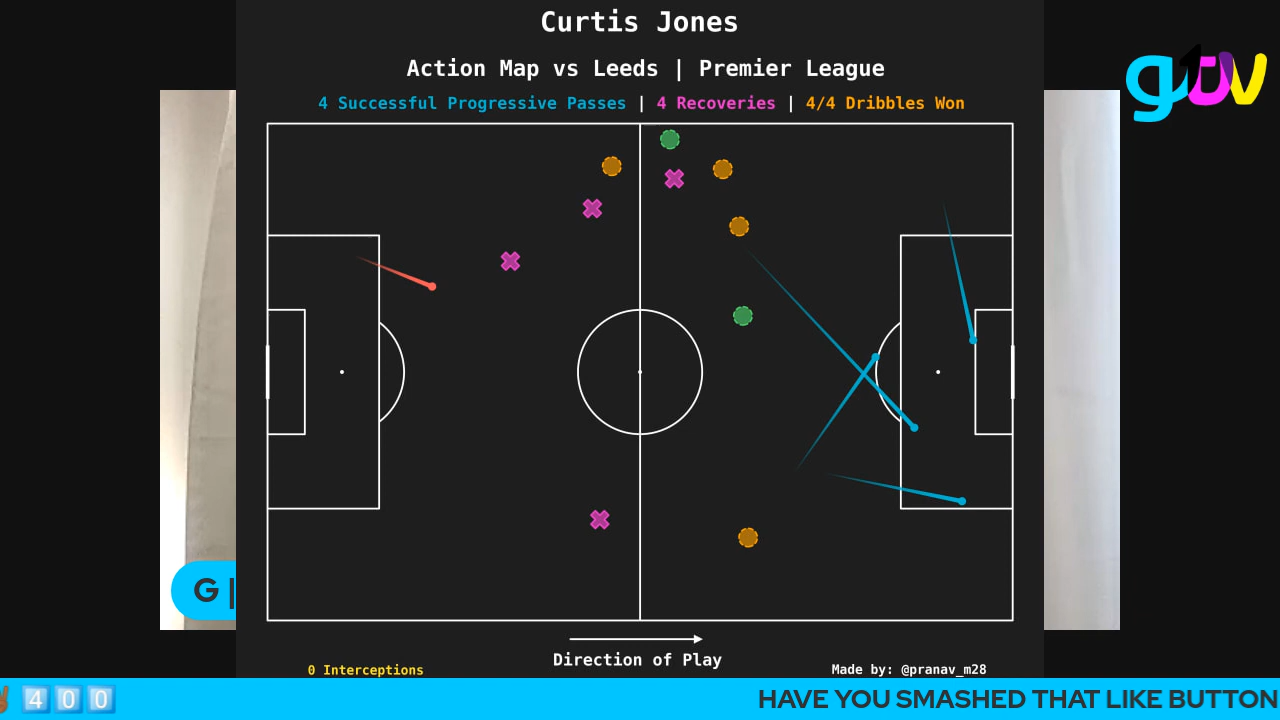 Curtis Jones
Action Map vs Leeds | Premier League
4 Successful Progressive Passes | 4 Recoveries | 4/4 Dribbles Won
gtv
G |
Direction of Play
0 Interceptions
Made by: @pranav_m28
400
HAVE YOU SMASHED THAT LIKE BUTTON